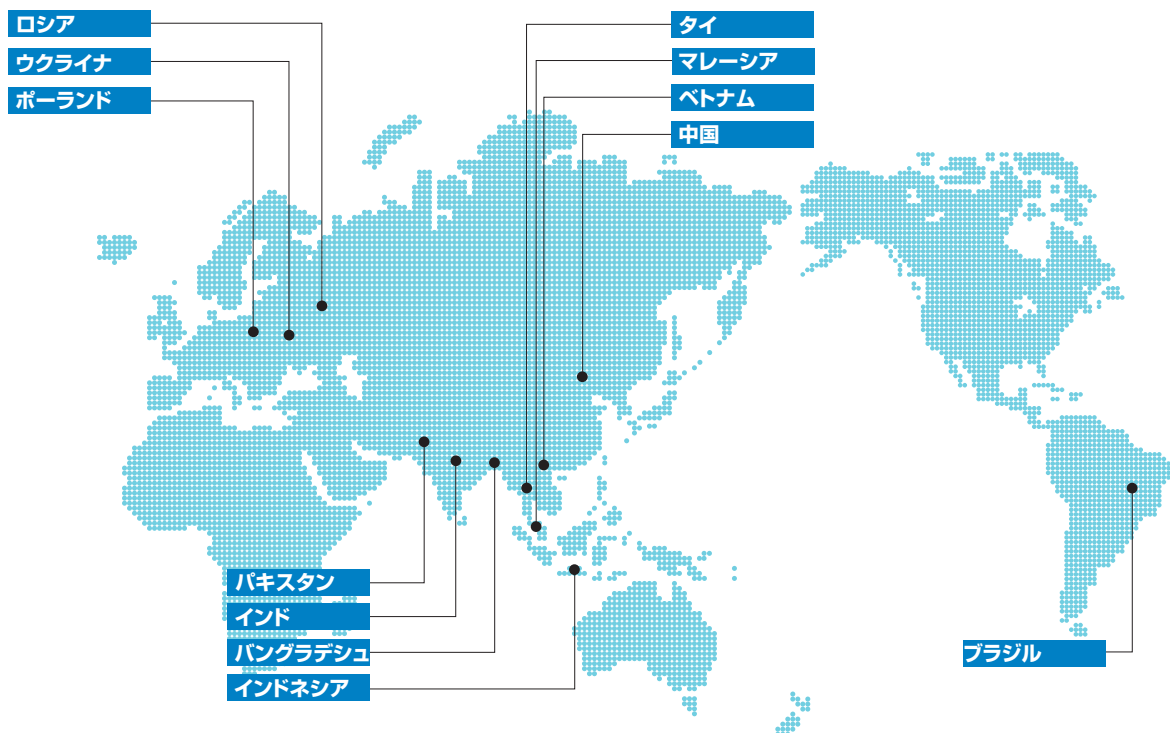 ロシア
ウクライナ
ポーランド
タイ
マレーシア
ベトナム
中国
パキスタン
インド
バングラデシュ
インドネシア
ブラジル